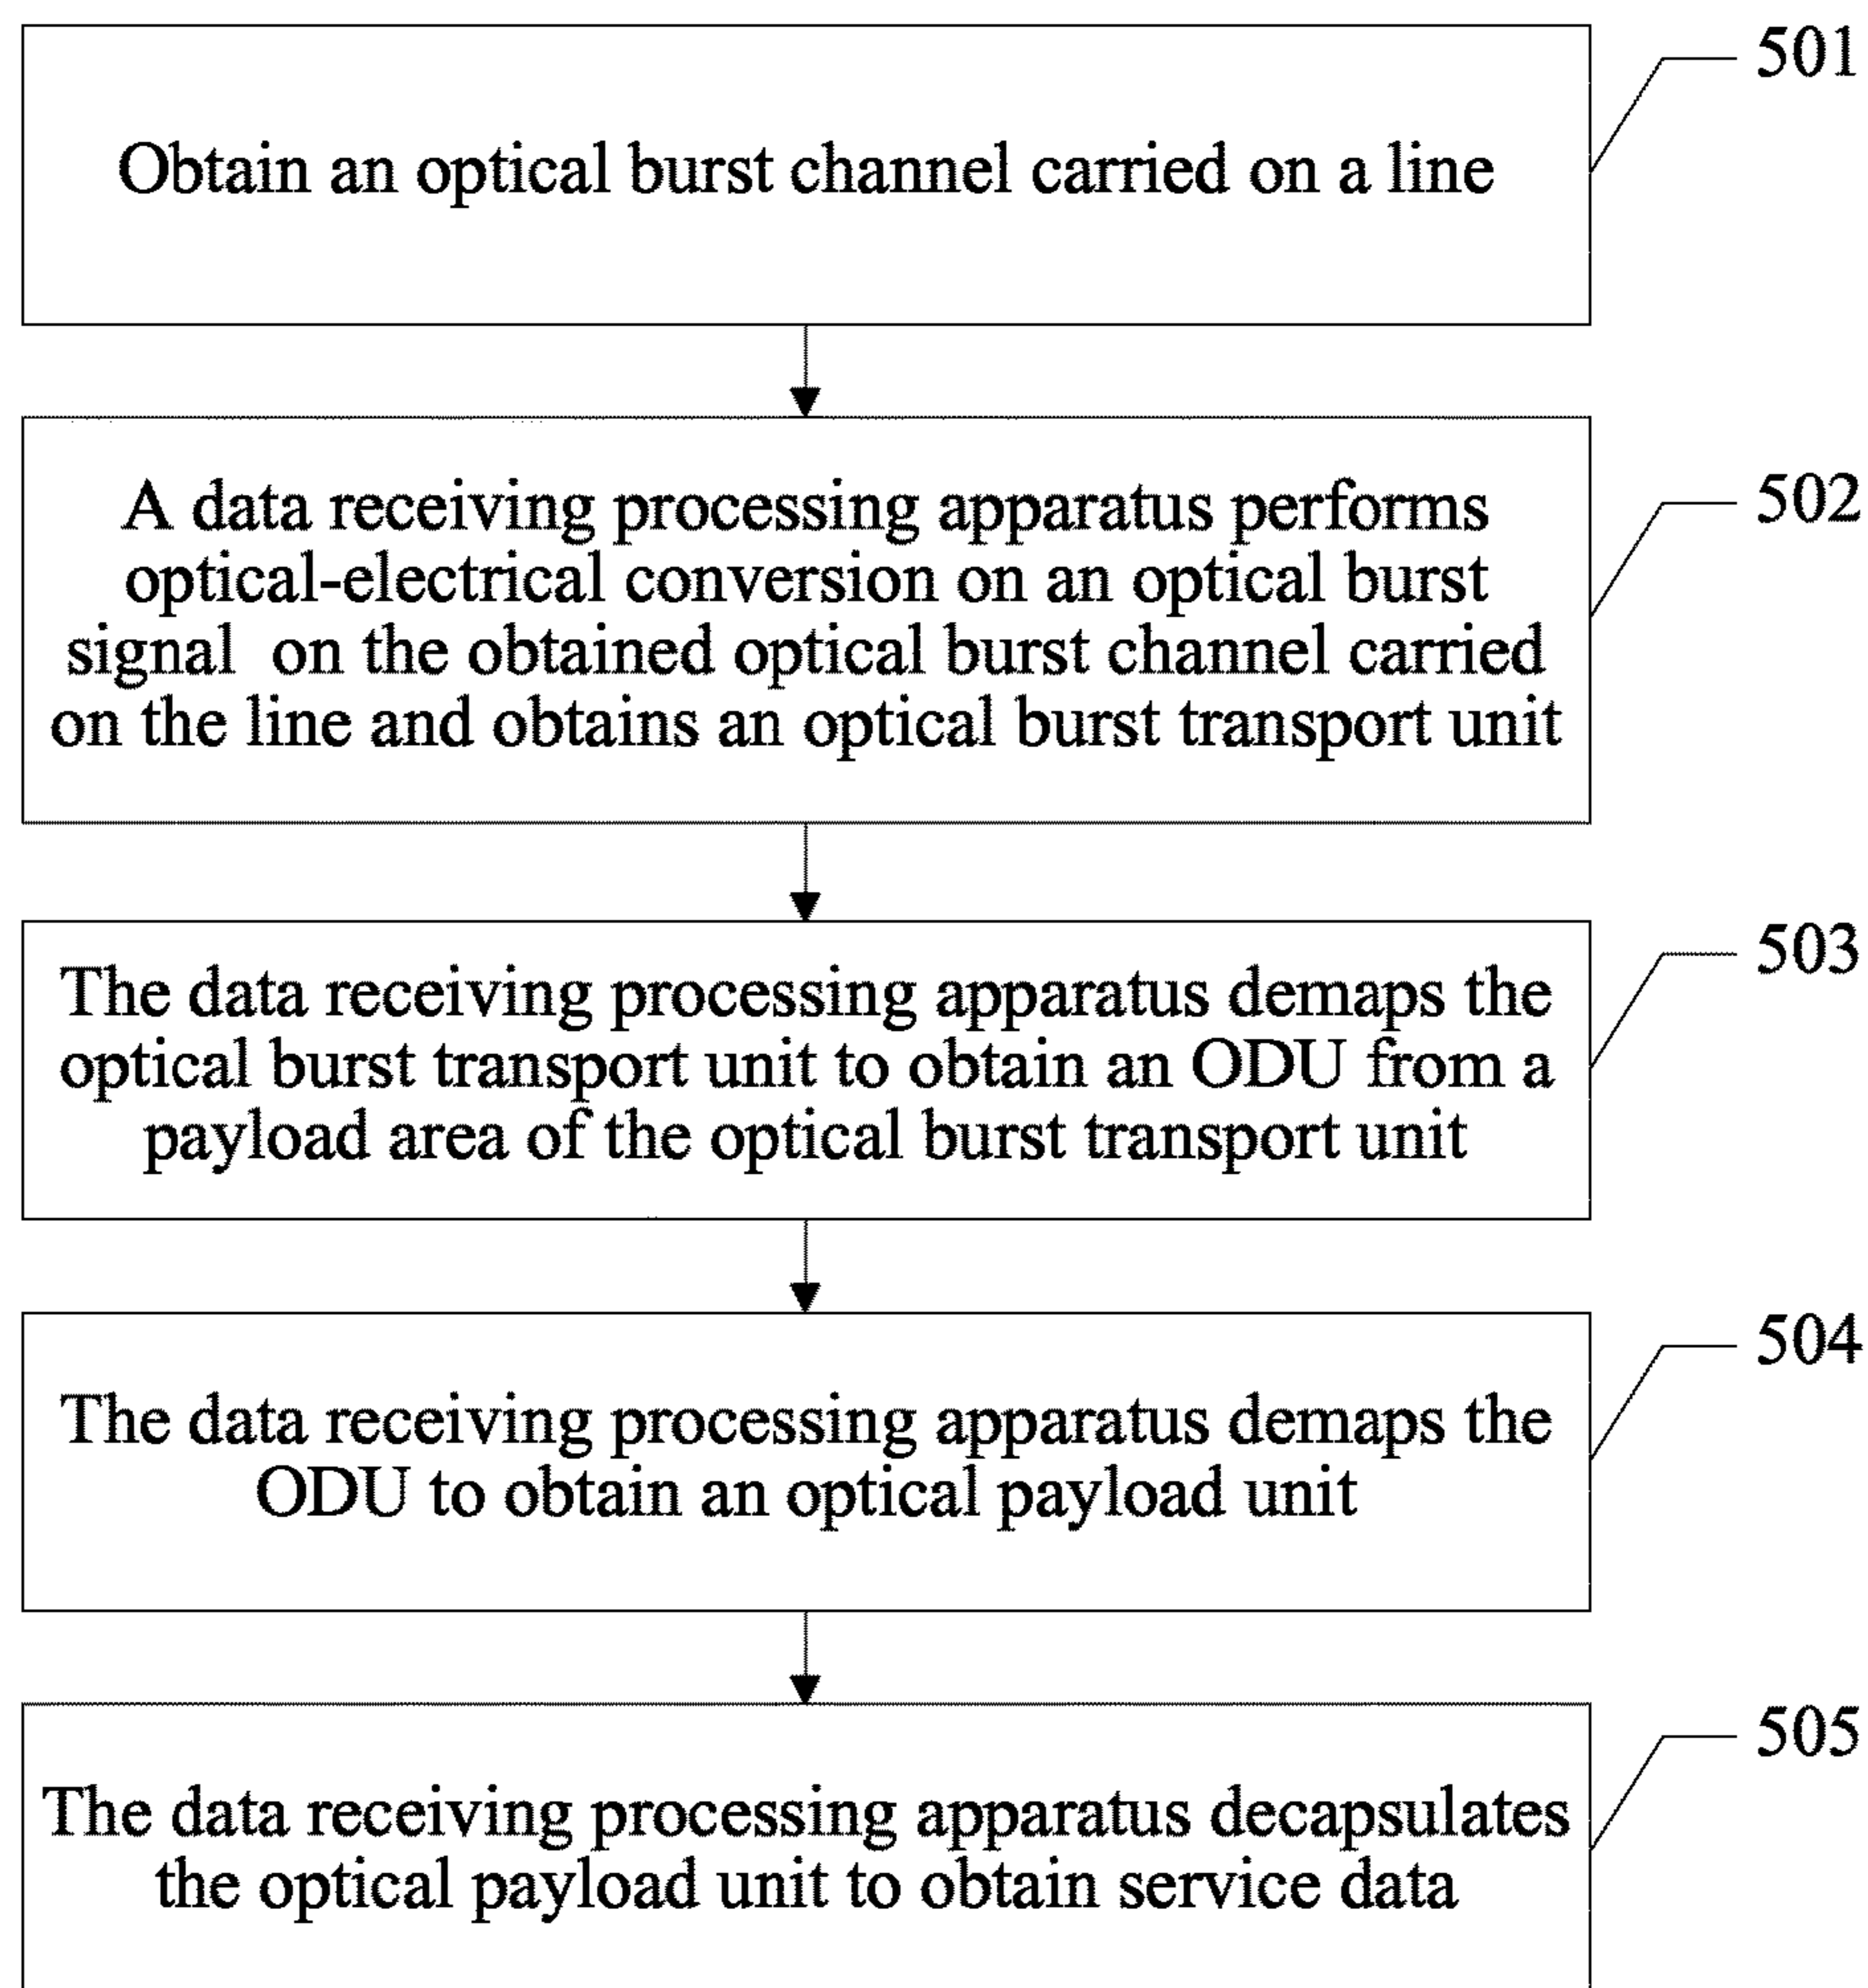 501
Obtain an optical burst channel carried on a line
502
A data receiving processing apparatus performs
optical-electrical conversion on an optical burst
signal on the obtained optical burst channel carried
on the line and obtains an optical burst transport unit
503
The data receiving processing apparatus demaps the
optical burst transport unit to obtain an ODU from a
payload area of the optical burst transport unit
504
The data receiving processing apparatus demaps the
ODU to obtain an optical payload unit
505
The data receiving processing apparatus decapsulates
the optical payload unit to obtain service data